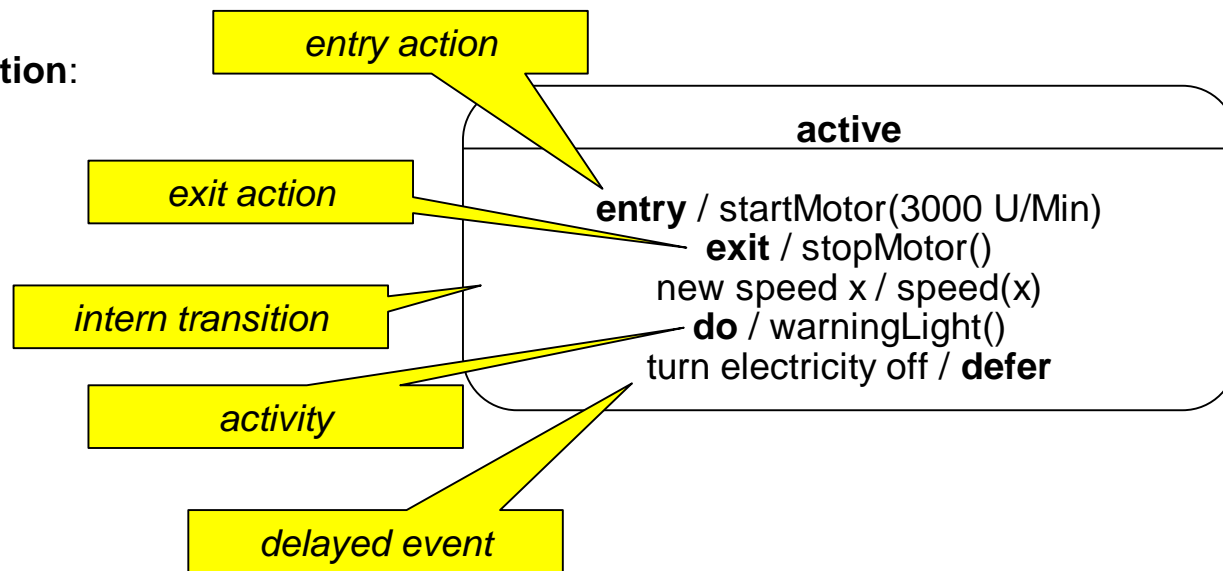 entry action
tion:
active
exit action
entry / startMotor(3000 U/Min)
exit / stopMotor()
new speed x / speed(x)
intern transition
do / warningLight()
turn electricity off / defer
activity
delayed event